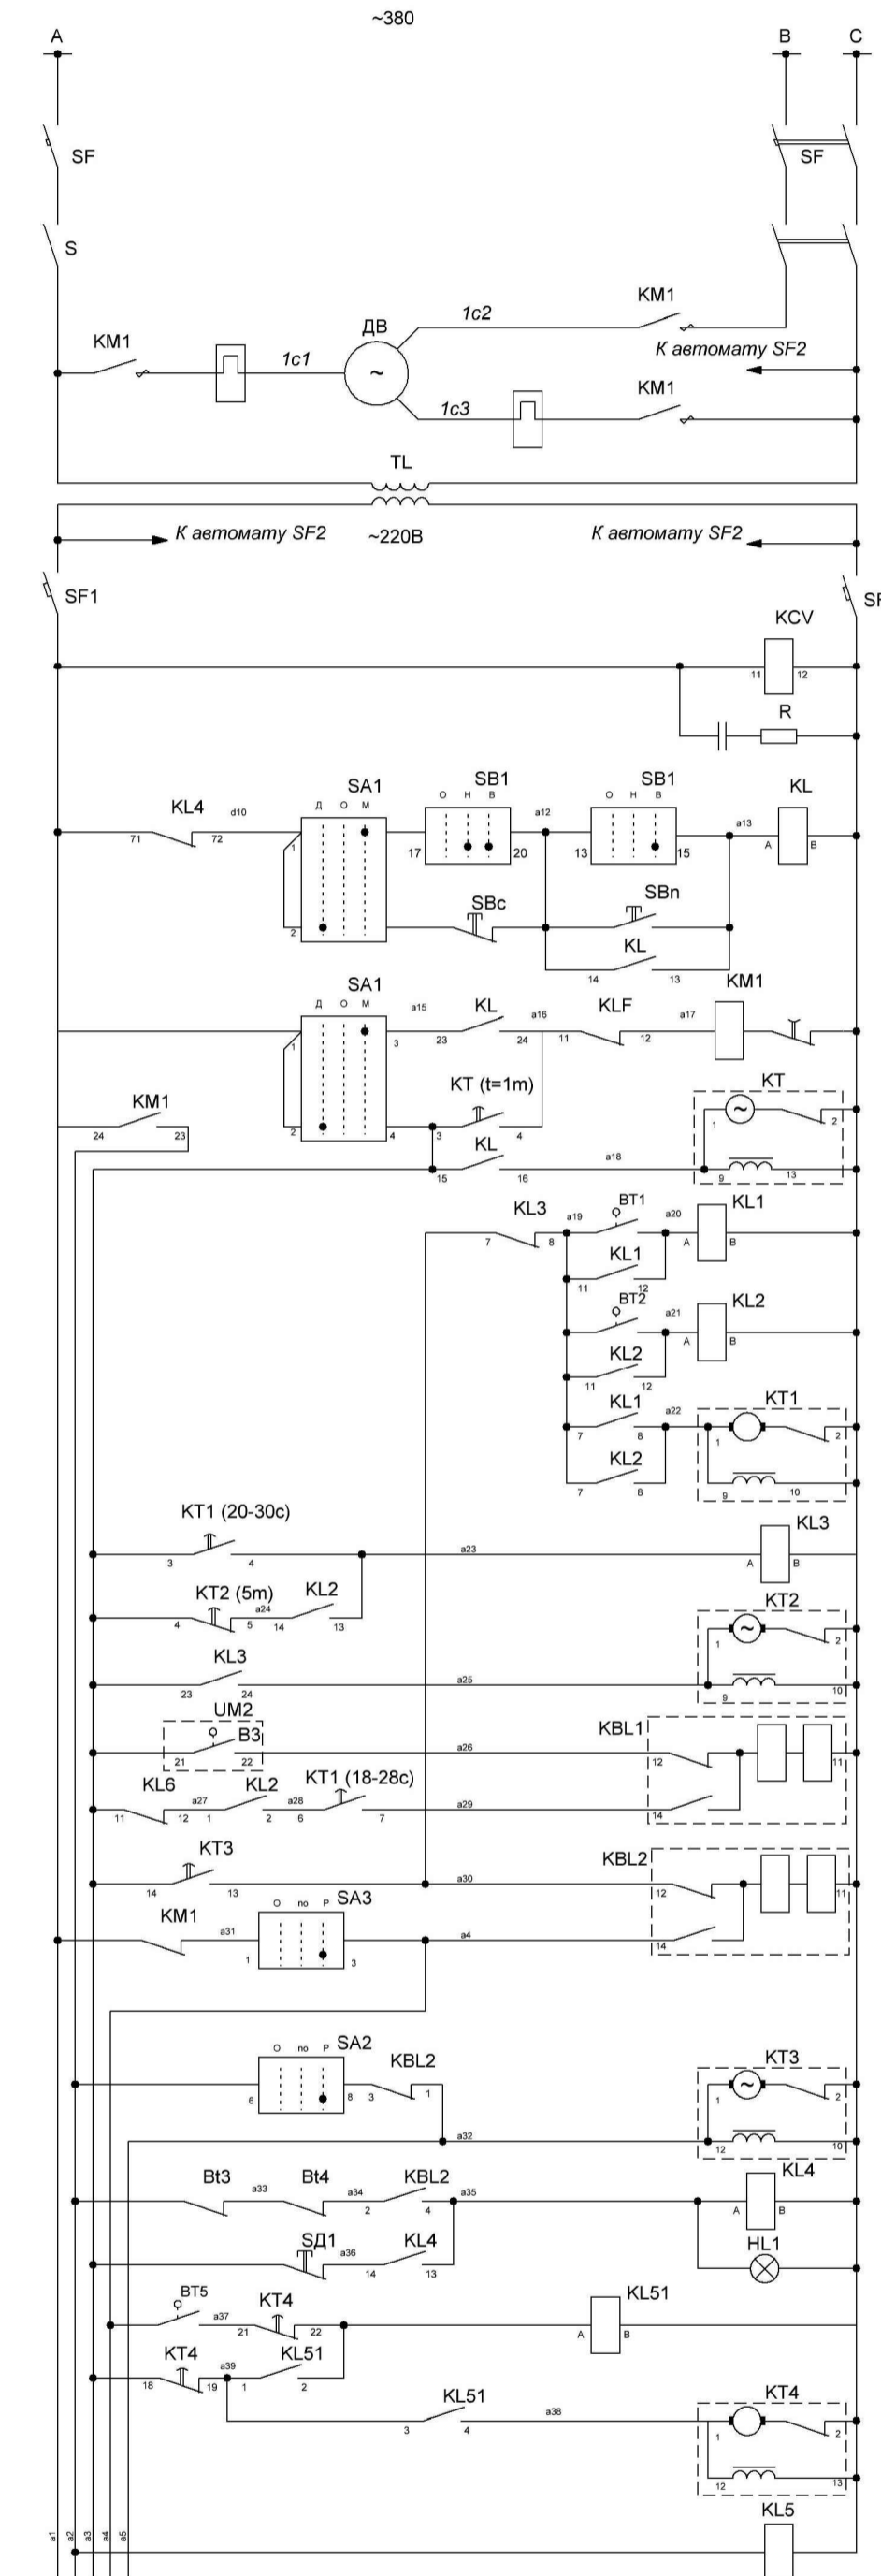 ~380
A B C
SF SF
S
KM1
1c2
ДВ
KM1 К автомату SF2
1c1 ~
KM1
1c3
TL
К автомату SF2 ~220В К автомату SF2
SF1 SF
KCV
11 12
R
SA1 SB1 SB1 KL
Д О М О Н В О Н В
KL4 d10 a12 a13
71 72 1 17 20 13 15 A B
SBc SBn
2
KL
14 13
SA1 KL KLF KM1
Д О М a15 a16 a17
1 3 23 24 11 12
KT (t=1m) KT
KM1 ~
1 2
24 23 2 4 3 4
KL a18
15 16 9 13
KL3 BT1 KL1
a19 a20
7 8 A B
KL1
11 12
BT2 KL2
a21
A B
KL2
11 12
KL1 a22 KT1
7 8 1 2
KL2
7 8 9 10
KT1 (20-30c) KL3
a23
3 4 A B
KT2 (5m) KL2 KT2
a24 ~
4 5 14 13 1 2
KL3
a25
23 24 9 10
UM2 KBL1
B3 a26
21 22 12 11
KL6 KL2 KT1 (18-28c)
a27 a28 a29
11 12 1 2 6 7 14
KT3 KBL2
a30
14 13 12 11
KM1 SA3
О по Р
a31 a4
1 3 14
SA2 KBL2 KT3
О по Р ~
6 8 3 1 1 2
a32
12 10
Bt3 Bt4 KBL2 KL4
a33 a34 a35
2 4 A B
SД1 KL4 HL1
a36
14 13
BT5 KT4 KL51
a37
21 22 A B
KT4 KL51
a39
18 19 1 2
KL51 a38 KT4
3 4 1 2
12 13
KL5
a1 a2 a3 a4 a5